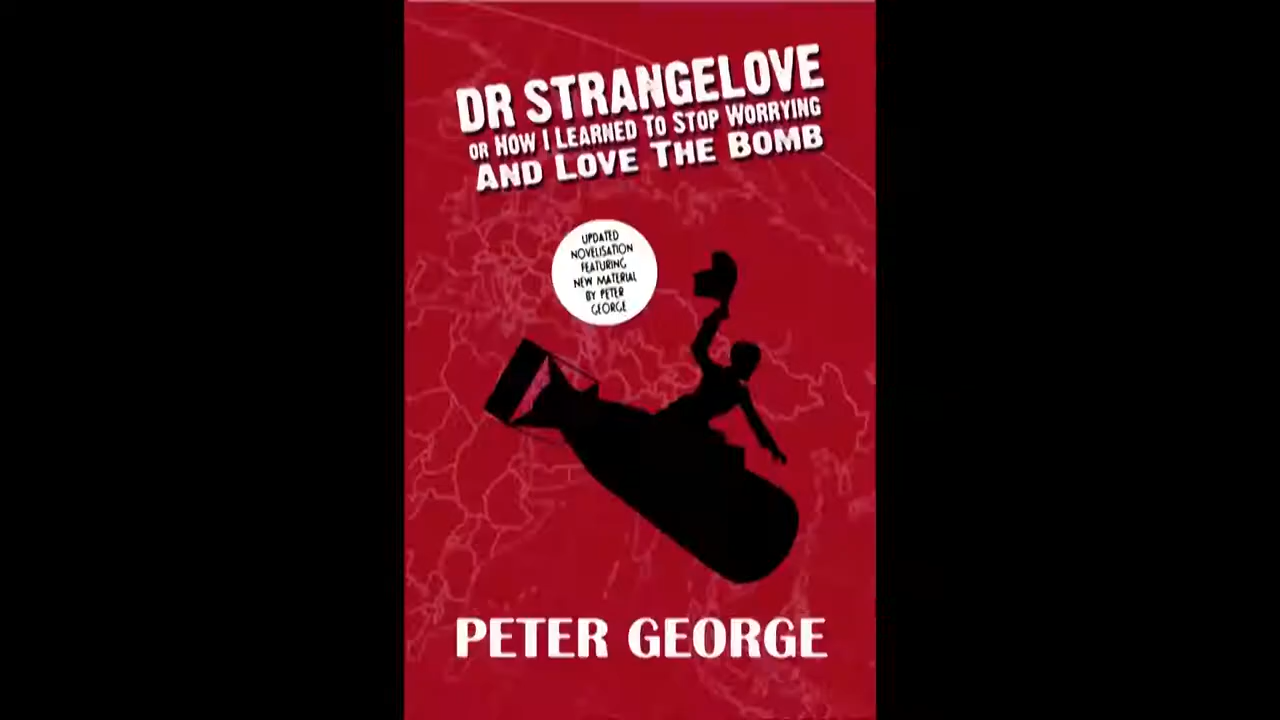 DR STRANGELOVE
OR HOW I LEARNED TO STOP WORRYING
AND LOVE THE BOMB
UPDATED
NOVELISATION
FEATURING
NEW MATERIAL
BY PETER
GEORGE
PETER GEORGE